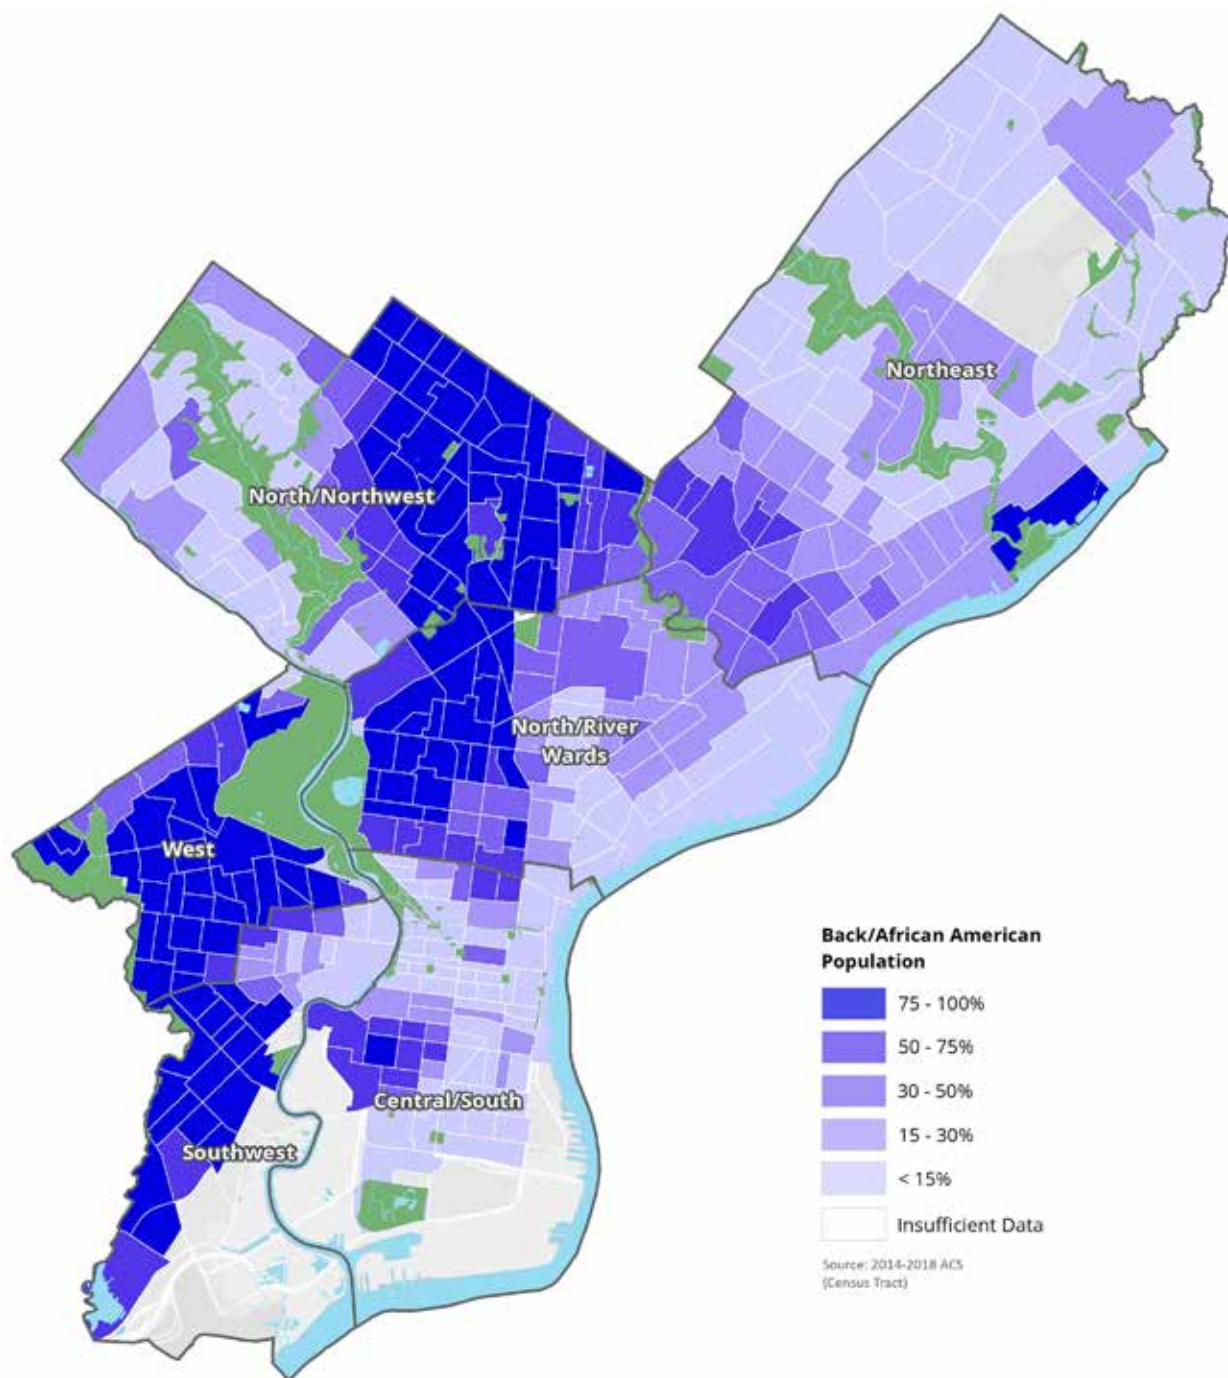 Northeast
North/Northwest
North/River
Wards
West
Central/South
Southwest
Back/African American
Population
75 - 100%
50 - 75%
30 - 50%
15 - 30%
< 15%
Insufficient Data
Source: 2014-2018 ACS
(Census Tract)